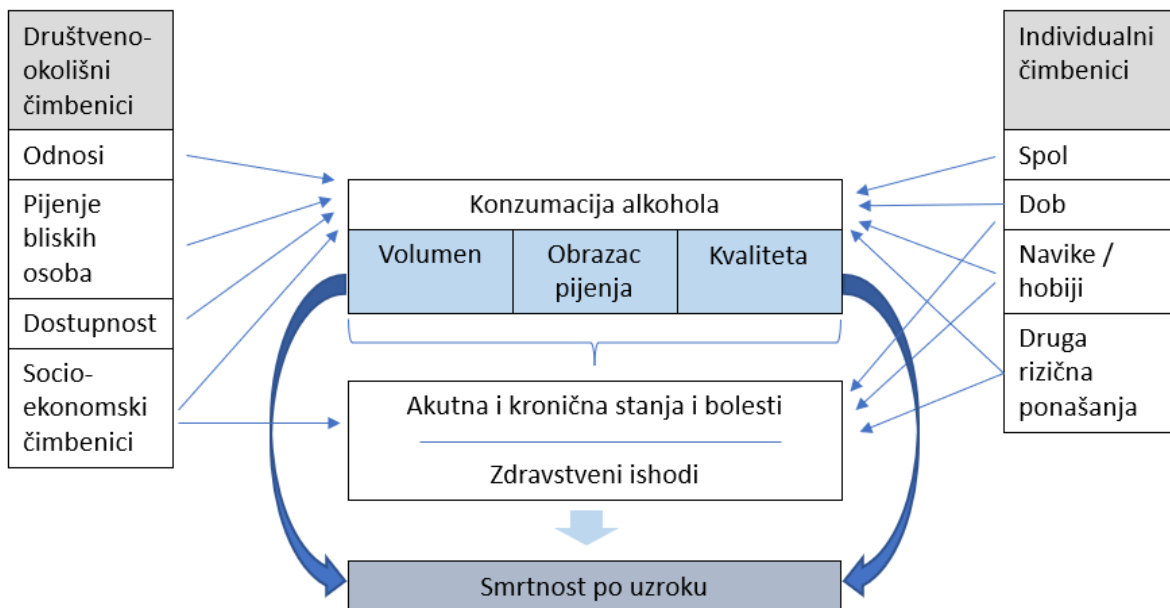 Društveno-
okolišni
čimbenici
Odnosi
Pijenje
bliskih
osoba
Dostupnost
Socio-
ekonomski
čimbenici
Konzumacija alkohola
Volumen
Obrazac
pijenja
Kvaliteta
Akutna i kronična stanja i bolesti
Zdravstveni ishodi
Smrtnost po uzroku
Individualni
čimbenici
Spol
Dob
Navike /
hobiji
Druga
rizična
ponašanja